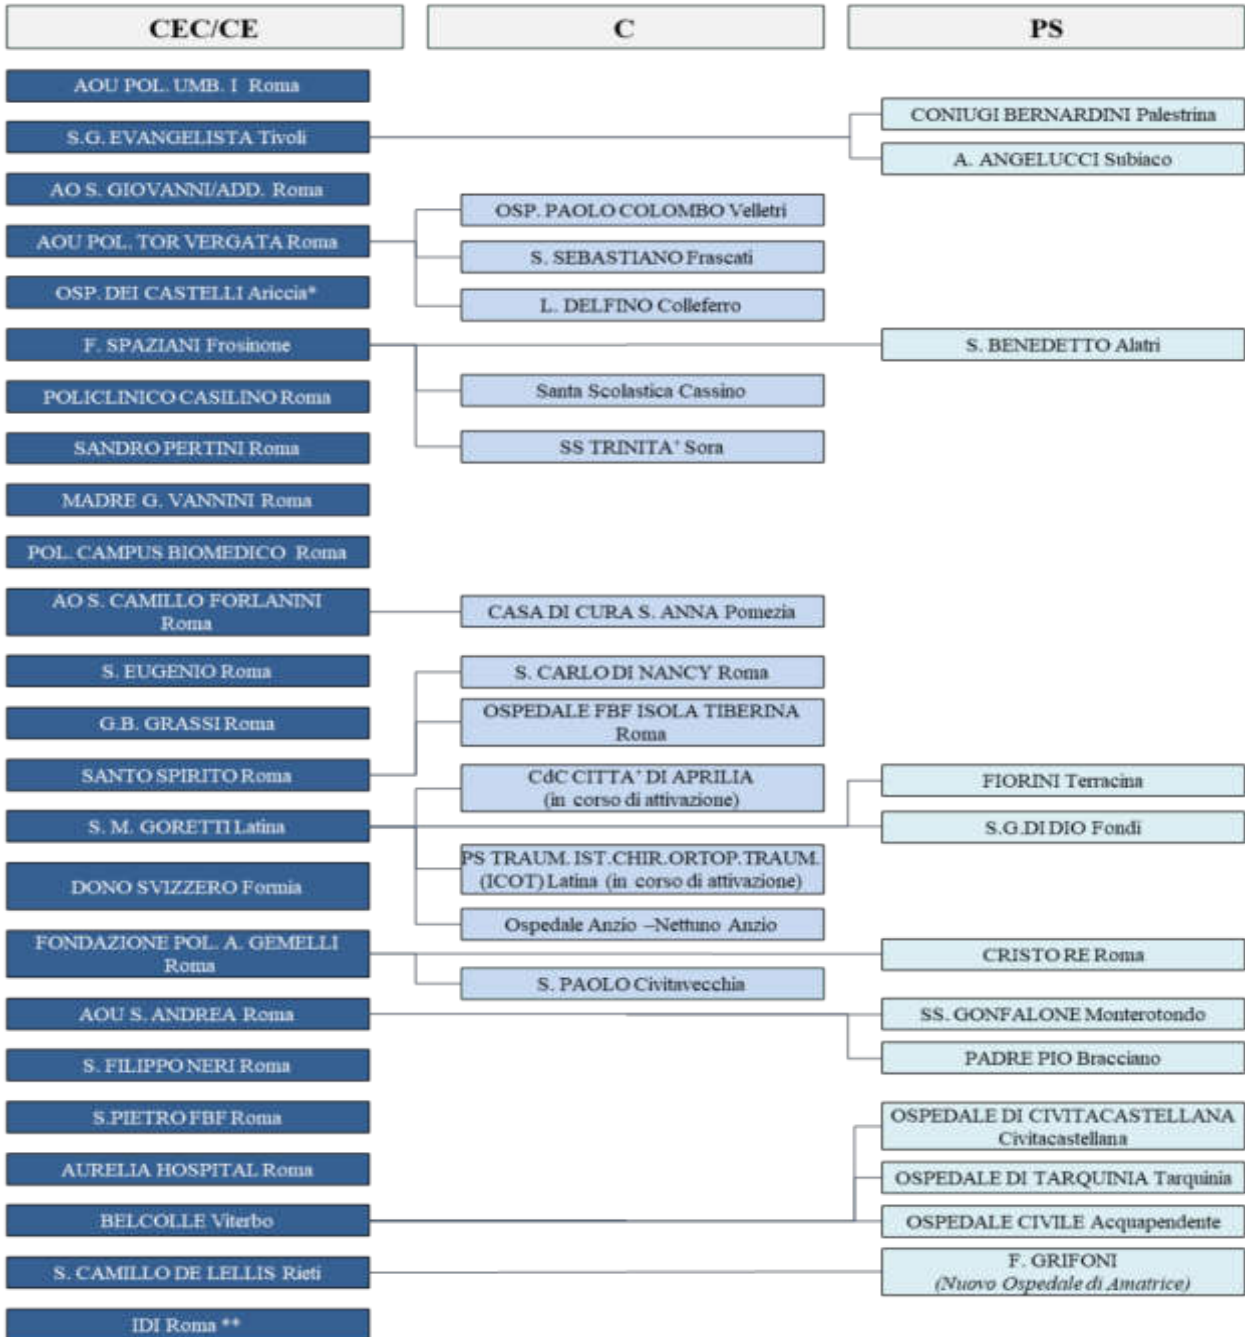 CEC/CE
C
PS
AOU POL. UMB. I Roma
S.G. EVANGELISTA Tivoli
CONIUGI BERNARDINI Palestrina
A. ANGELUCCI Subiaco
AO S. GIOVANNI/ADD. Roma
AOU POL. TOR VERGATA Roma
OSP. PAOLO COLOMBO Velletri
S. SEBASTIANO Frascati
L. DELFINO Colleferro
OSP. DEI CASTELLI Ariccia*
F. SPAZIANI Frosinone
S. BENEDETTO Alatri
Santa Scolastica Cassino
SS TRINITA' Sora
POLICLINICO CASILINO Roma
SANDRO PERTINI Roma
MADRE G. VANNINI Roma
POL. CAMPUS BIOMEDICO Roma
AO S. CAMILLO FORLANINI
Roma
CASA DI CURA S. ANNA Pomezia
S. EUGENIO Roma
G.B. GRASSI Roma
SANTO SPIRITO Roma
S. CARLO DI NANCY Roma
OSPEDALE FBF ISOLA TIBERINA
Roma
S. M. GORETTI Latina
CdC CITTA' DI APRILIA
(in corso di attivazione)
PS TRAUM. IST.CHIR.ORTOP.TRAUM.
(ICOT) Latina (in corso di attivazione)
Ospedale Anzio –Nettuno Anzio
FIORINI Terracina
S.G.DI DIO Fondi
DONO SVIZZERO Formia
FONDAZIONE POL. A. GEMELLI
Roma
S. PAOLO Civitavecchia
CRISTO RE Roma
AOU S. ANDREA Roma
SS. GONFALONE Monterotondo
PADRE PIO Bracciano
S. FILIPPO NERI Roma
S.PIETRO FBF Roma
AURELIA HOSPITAL Roma
BELCOLLE Viterbo
OSPEDALE DI CIVITACASTELLANA
Civitacastellana
OSPEDALE DI TARQUINIA Tarquinia
OSPEDALE CIVILE Acquapendente
S. CAMILLO DE LELLIS Rieti
F. GRIFONI
(Nuovo Ospedale di Amatrice)
IDI Roma **